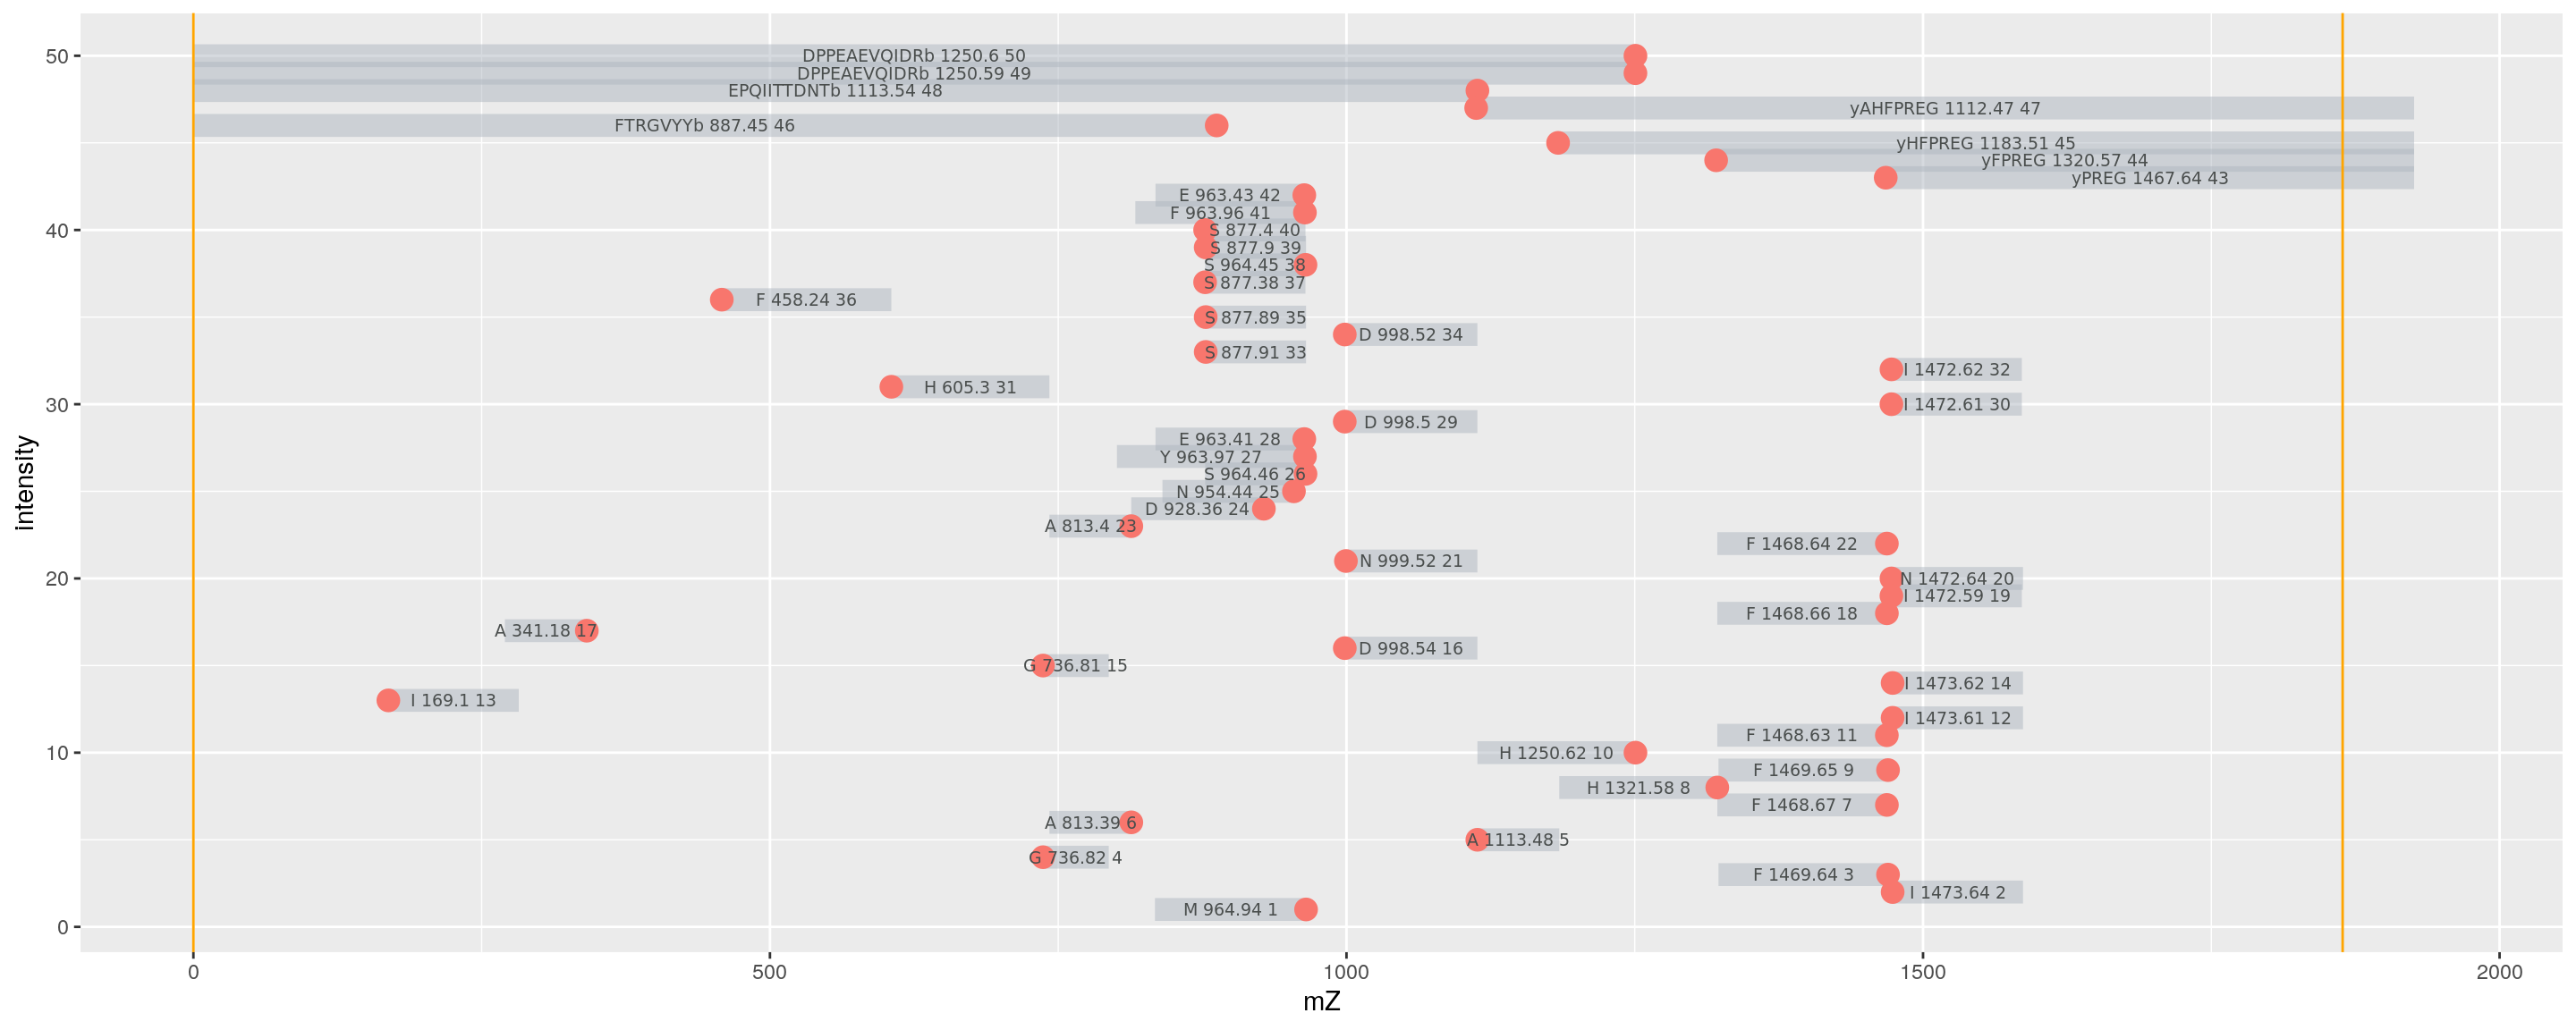 50
DPPEAEVQIDRb 1250.6 50
DPPEAEVQIDRb 1250.59 49
EPQIITTDNTb 1113.54 48
yAHFPREG 1112.47 47
FTRGVYYb 887.45 46
yHFPREG 1183.51 45
yFPREG 1320.57 44
yPREG 1467.64 43
E 963.43 42
F 963.96 41
40
S 877.4 40
S 877.9 39
S 964.45 38
S 877.38 37
F 458.24 36
S 877.89 35
D 998.52 34
S 877.91 33
I 1472.62 32
H 605.3 31
30
I 1472.61 30
D 998.5 29
E 963.41 28
Y 963.97 27
S 964.46 26
N 954.44 25
D 928.36 24
A 813.4 23
F 1468.64 22
N 999.52 21
20
N 1472.64 20
I 1472.59 19
F 1468.66 18
A 341.18 17
D 998.54 16
G 736.81 15
I 1473.62 14
I 169.1 13
I 1473.61 12
F 1468.63 11
10
H 1250.62 10
F 1469.65 9
H 1321.58 8
F 1468.67 7
A 813.39 6
A 1113.48 5
G 736.82 4
F 1469.64 3
I 1473.64 2
M 964.94 1
0
intensity
0 500 1000 1500 2000
mZ